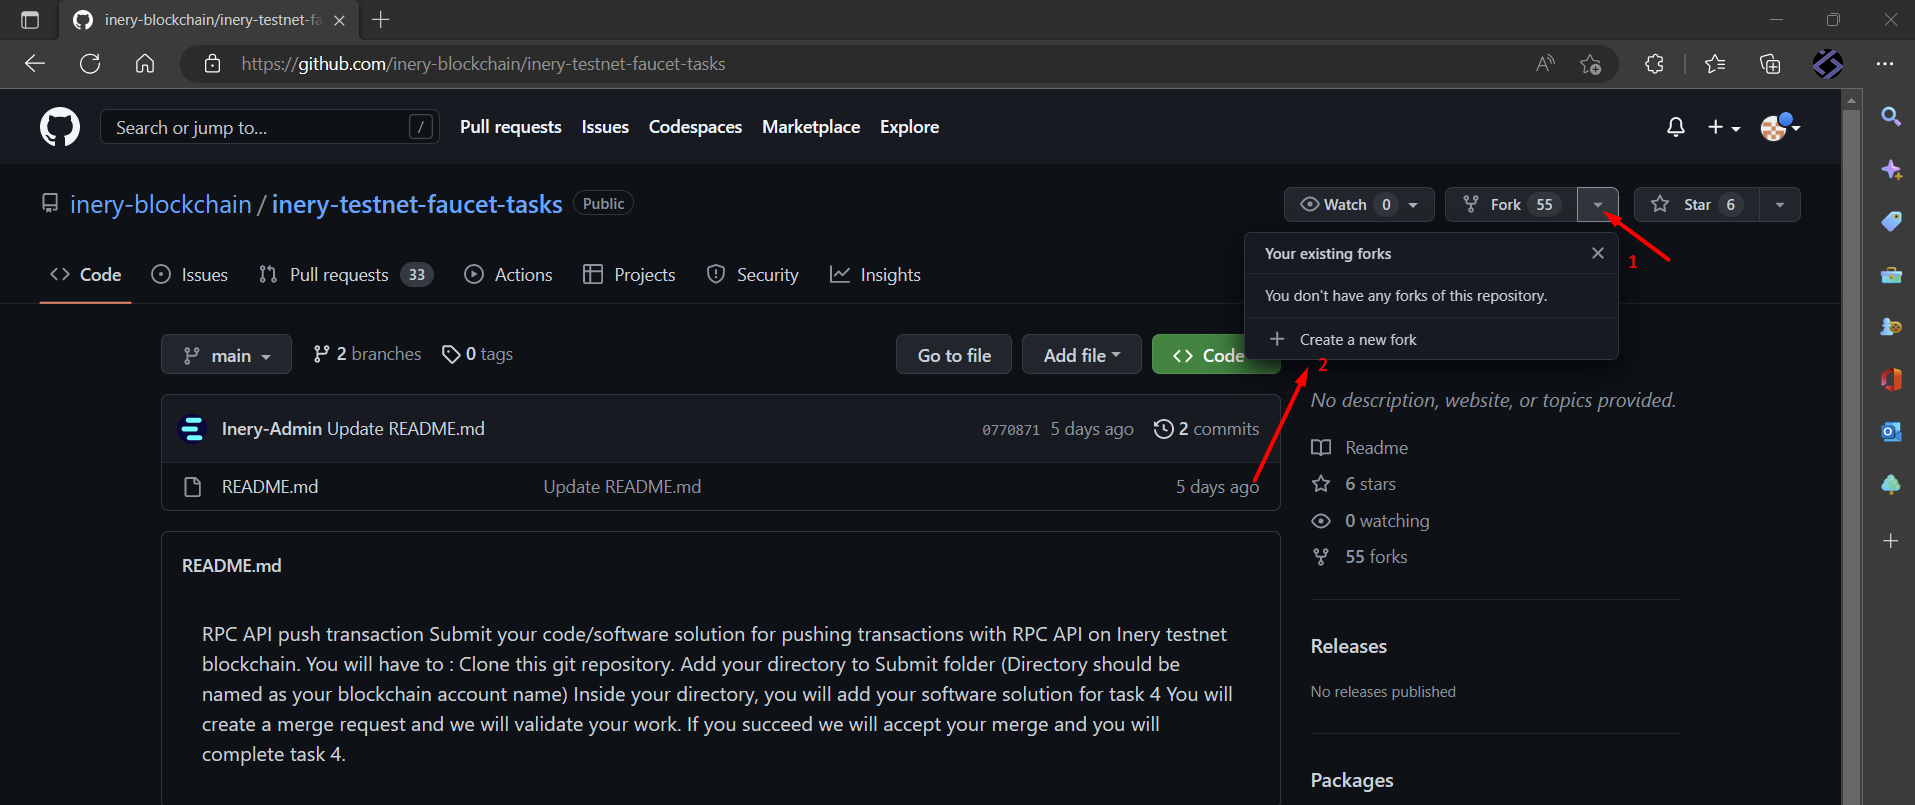 inery-blockchain/inery-testnet-fa
https://github.com/inery-blockchain/inery-testnet-faucet-tasks
Search or jump to... / Pull requests Issues Codespaces Marketplace Explore
inery-blockchain / inery-testnet-faucet-tasks Public Watch 0 Fork 55 Star 6
Your existing forks
1
Code Issues Pull requests 33 Actions Projects Security Insights
You don't have any forks of this repository.
Create a new fork
2
main 2 branches 0 tags Go to file Add file Code
No description, website, or topics provided.
Inery-Admin Update README.md 0770871 5 days ago 2 commits
README.md Update README.md 5 days ago
Readme
6 stars
0 watching
55 forks
README.md
RPC API push transaction Submit your code/software solution for pushing transactions with RPC API on Inery testnet
blockchain. You will have to : Clone this git repository. Add your directory to Submit folder (Directory should be
named as your blockchain account name) Inside your directory, you will add your software solution for task 4 You will
create a merge request and we will validate your work. If you succeed we will accept your merge and you will
complete task 4.
Releases
No releases published
Packages